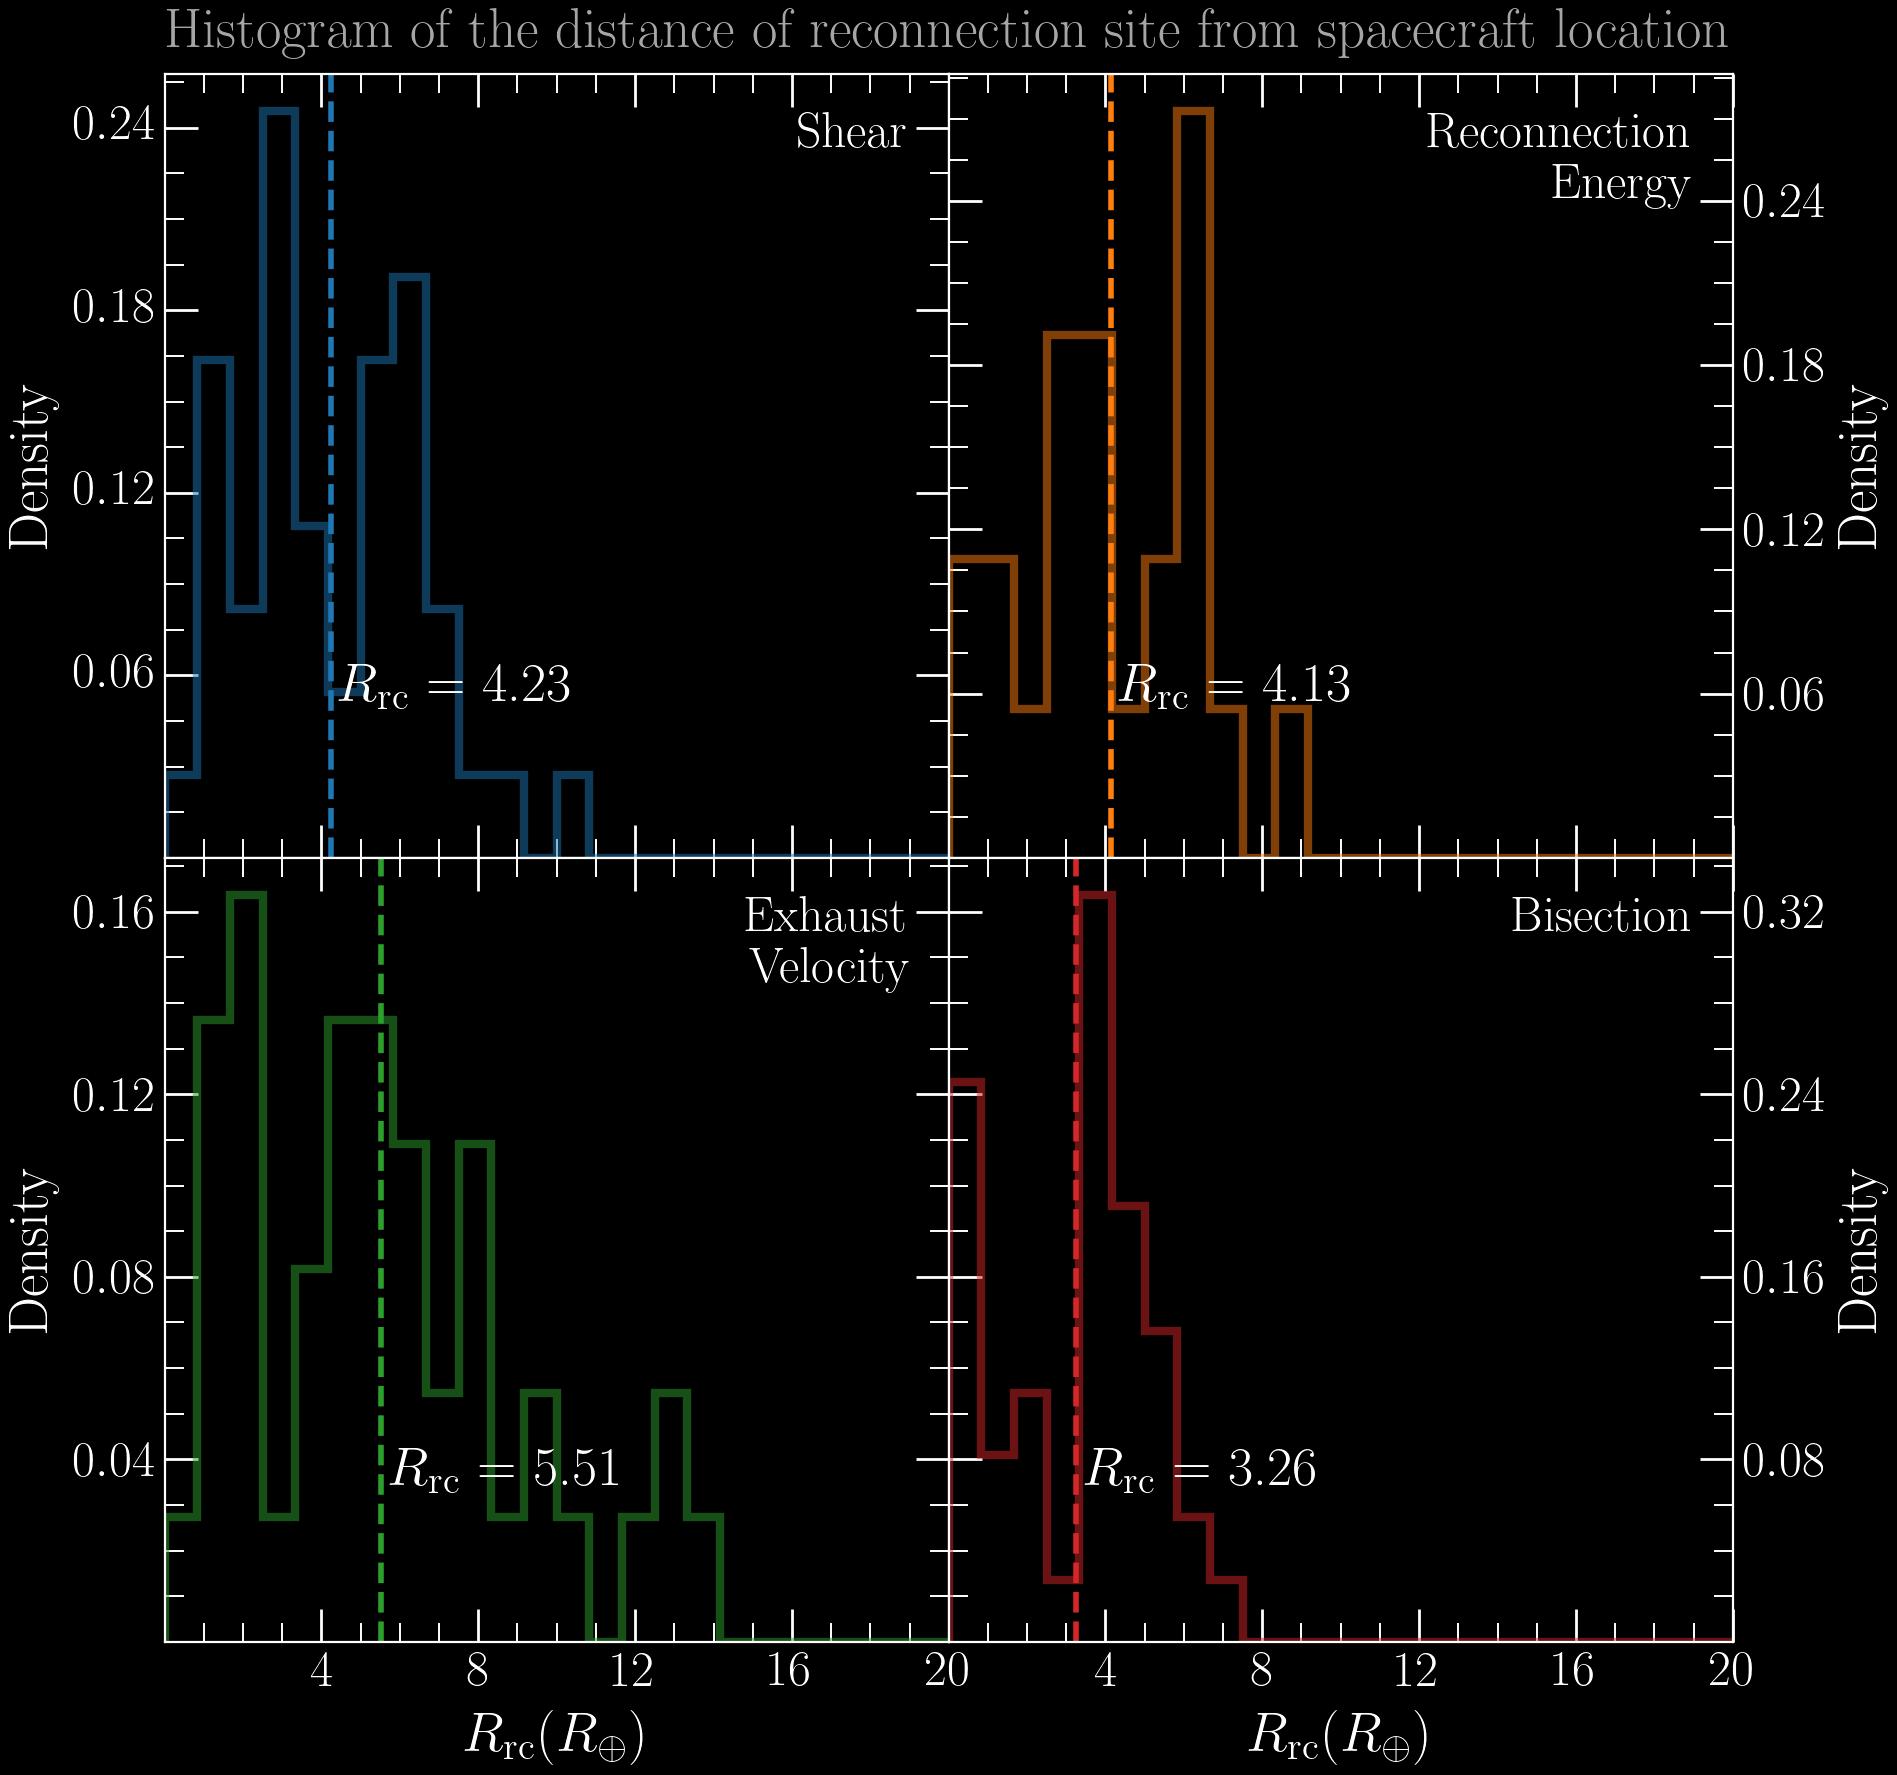 Histogram of the distance of reconnection site from spacecraft location
Shear
0.24
0.18
0.12
0.06
Density
R_rc = 4.23
Reconnection
Energy
0.24
0.18
0.12
0.06
Density
R_rc = 4.13
Exhaust
Velocity
0.16
0.12
0.08
0.04
Density
R_rc = 5.51
Bisection
0.32
0.24
0.16
0.08
Density
R_rc = 3.26
4 8 12 16 20 4 8 12 16 20
R_rc(R_⊕) R_rc(R_⊕)